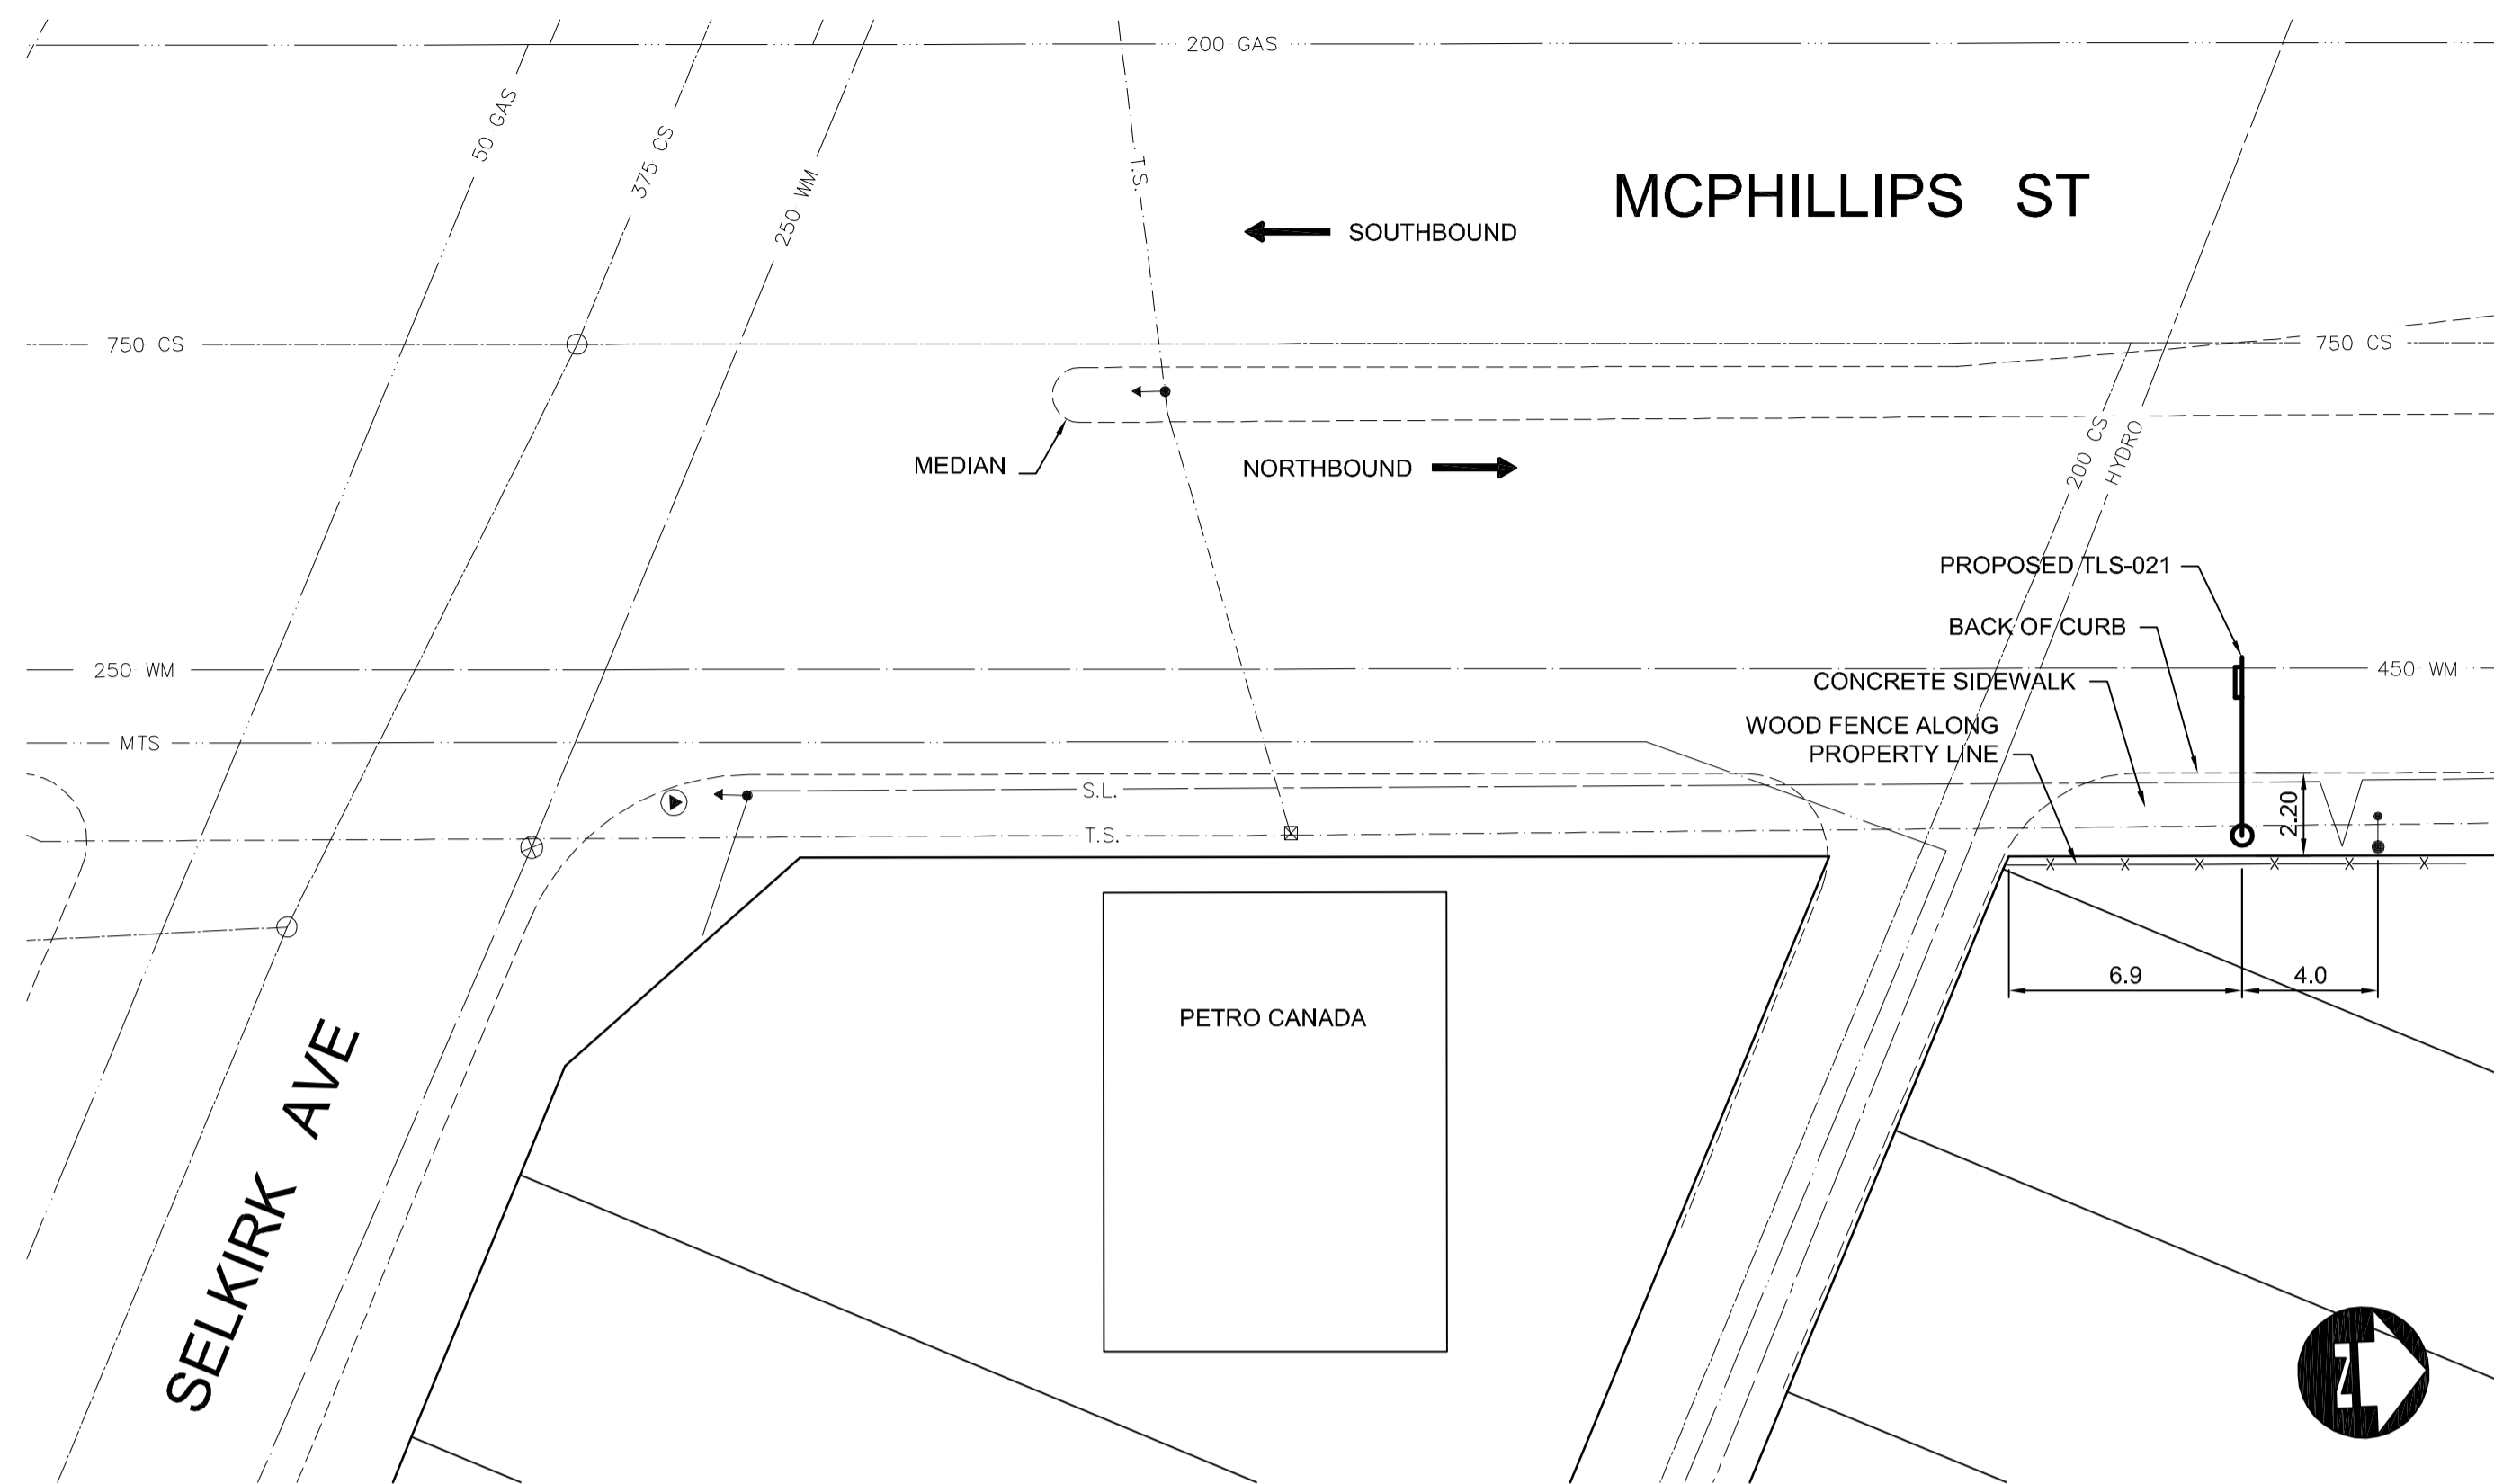 200 GAS
50 GAS
375 CS
250 WM
T.S.
MCPHILLIPS ST
SOUTHBOUND
750 CS
750 CS
MEDIAN
NORTHBOUND
200 CS
HYDRO
PROPOSED TLS-021
BACK OF CURB
250 WM
450 WM
CONCRETE SIDEWALK
WOOD FENCE ALONG
PROPERTY LINE
MTS
S.L.
2.20
T.S.
6.9
4.0
PETRO CANADA
SELKIRK AVE
N